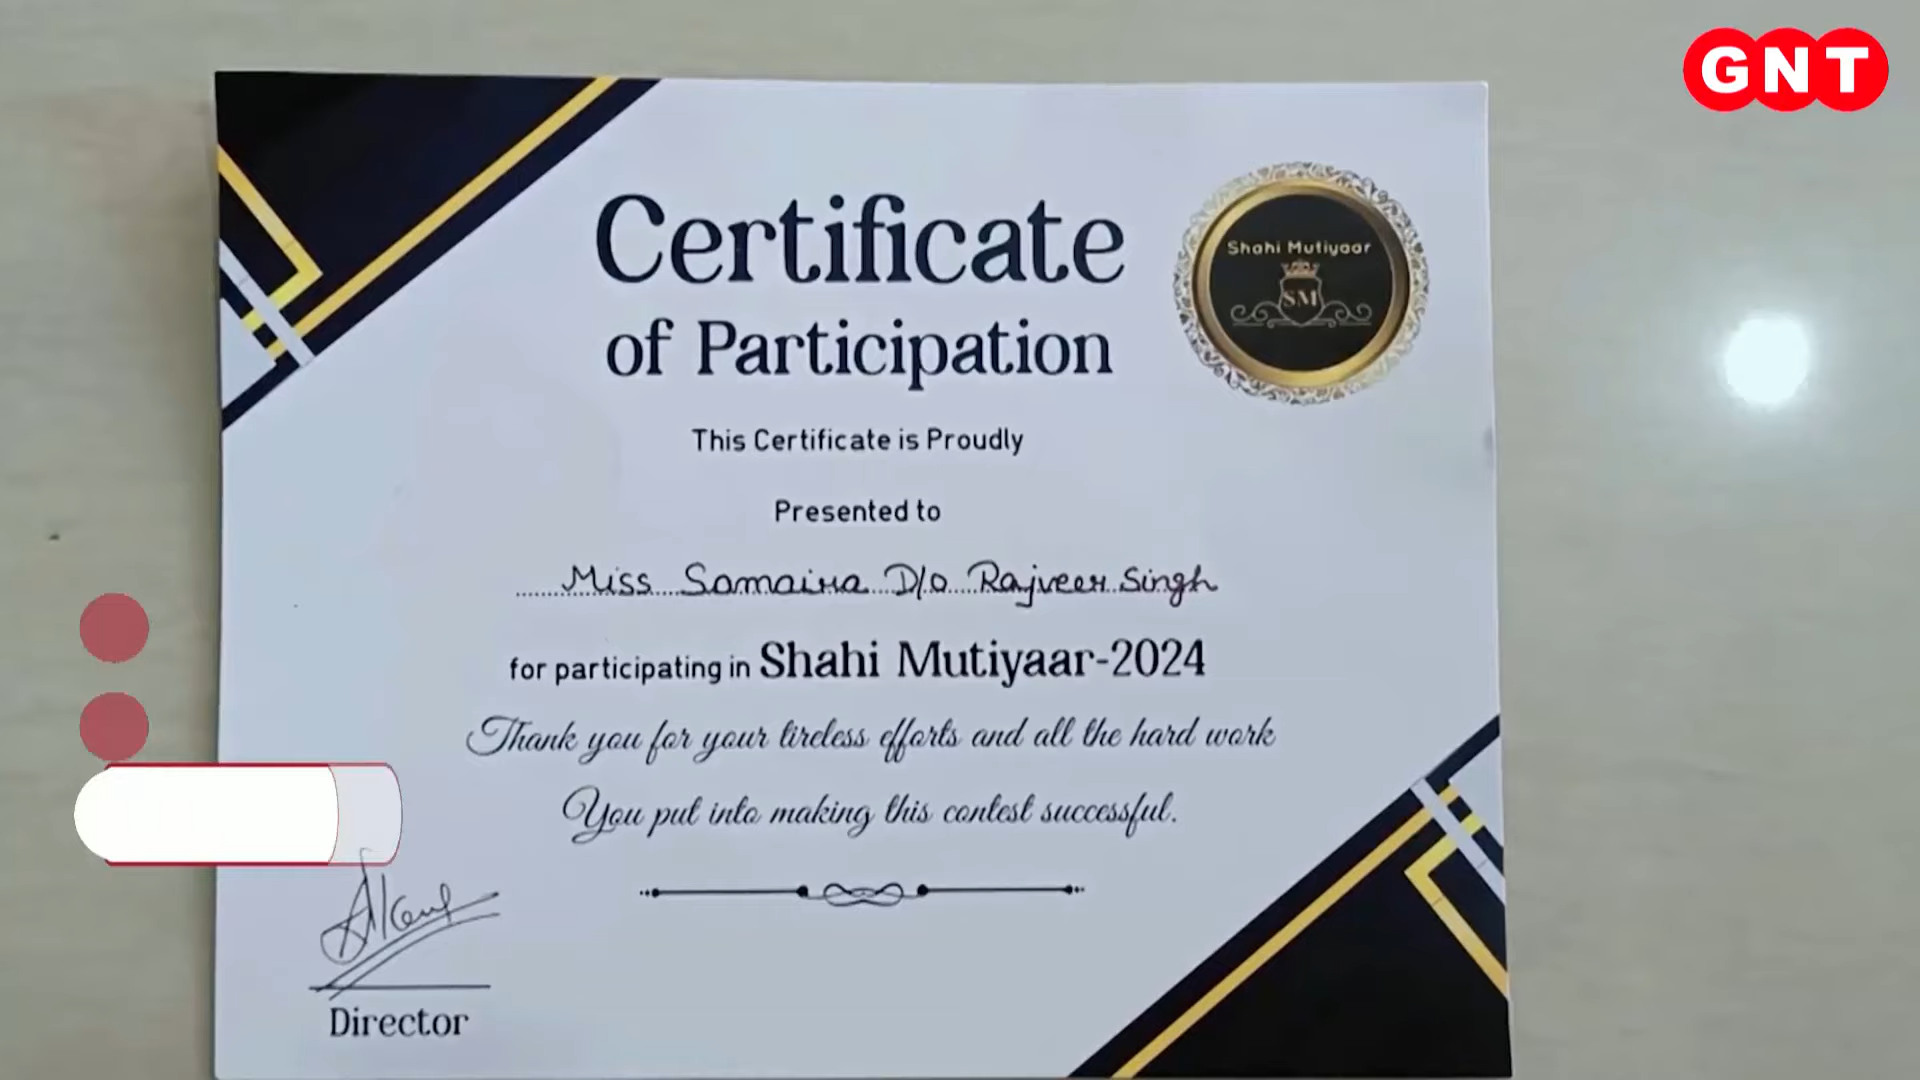 GNT
Certificate
of Participation
Shahi Mutiyaar
SM
This Certificate is Proudly
Presented to
Miss Samaira D/o Rajveer Singh
for participating in Shahi Mutiyaar-2024
Thank you for your tireless efforts and all the hard work
You put into making this contest successful.
Director